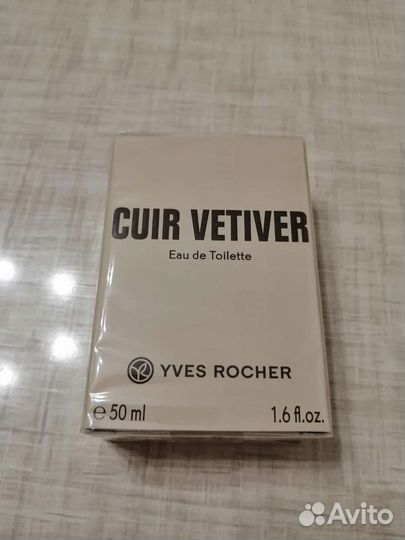 CUIR VETIVER
Eau de Toilette
YVES ROCHER
℮ 50 ml 1.6 fl.oz.
Avito